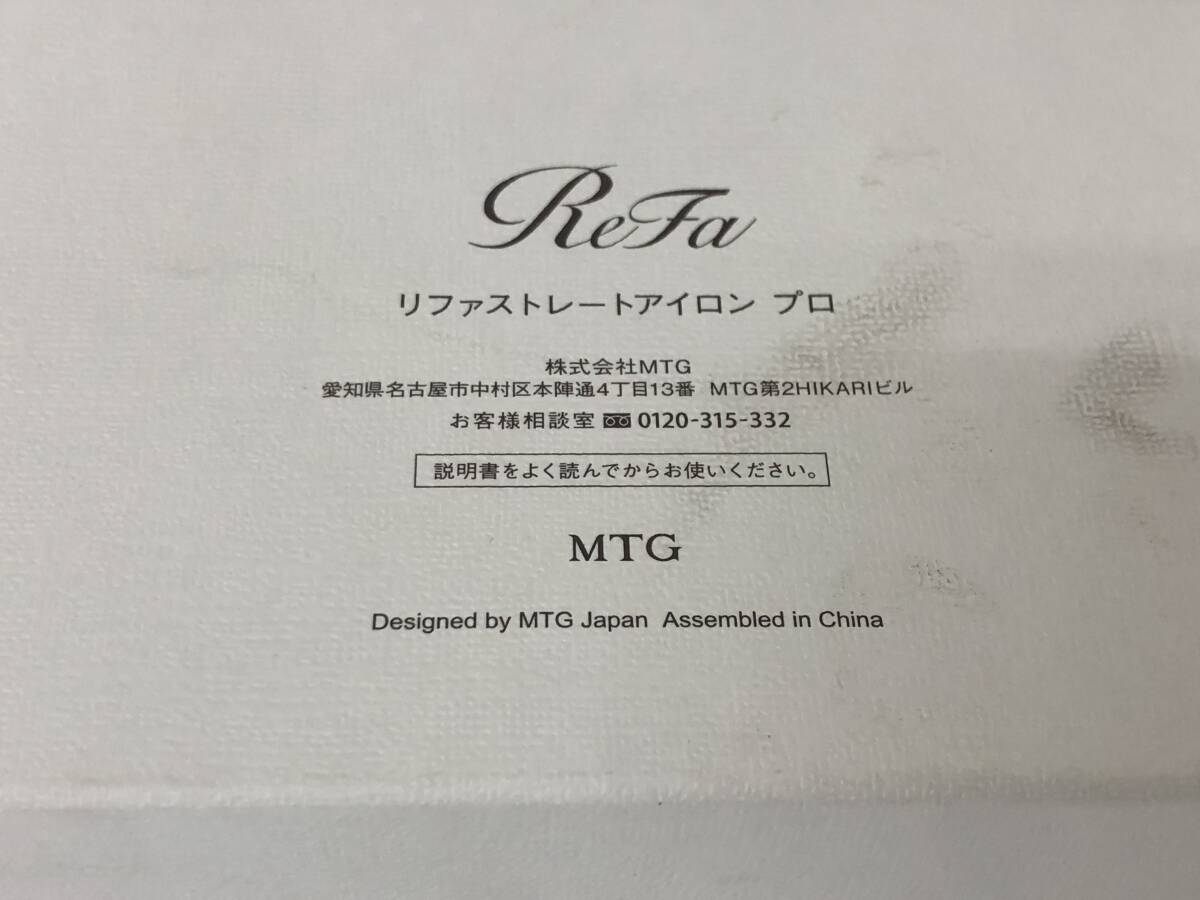 ReFa
リファストレートアイロン プロ
株式会社MTG
愛知県名古屋市中村区本陣通4丁目13番 MTG第2HIKARIビル
お客様相談室 0120-315-332
説明書をよく読んでからお使いください。
MTG
Designed by MTG Japan Assembled in China